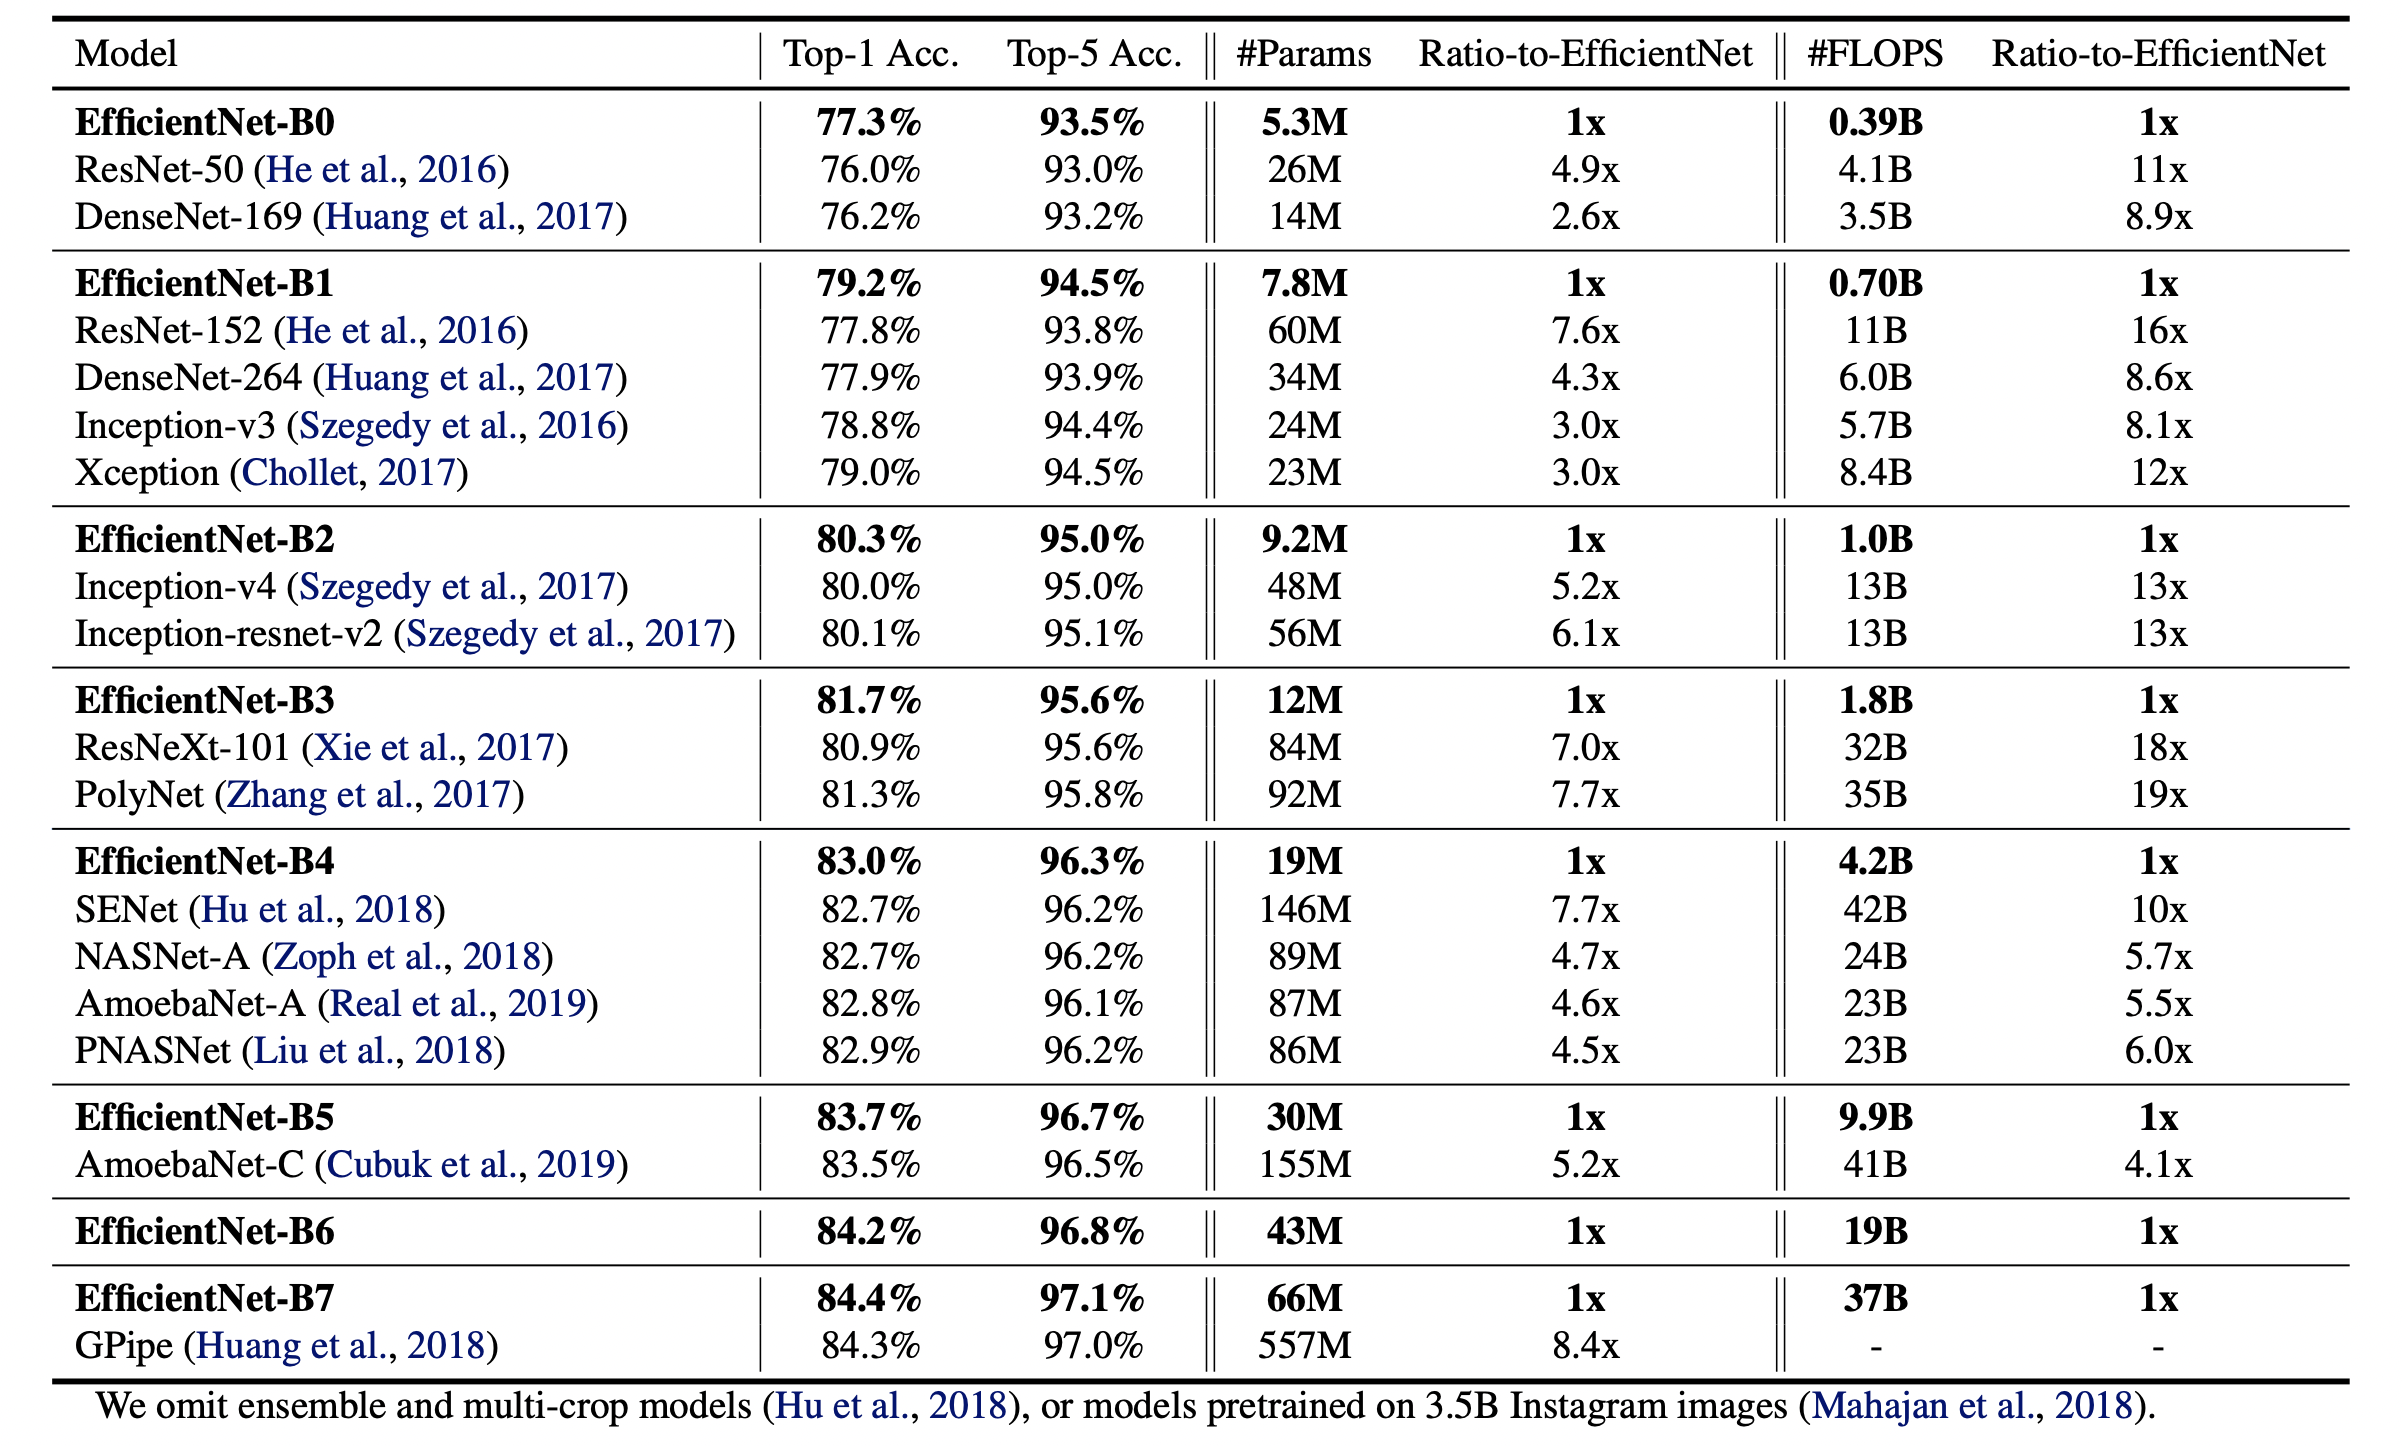 Model Top-1 Acc. Top-5 Acc. #Params Ratio-to-EfficientNet #FLOPS Ratio-to-EfficientNet
EfficientNet-B0 77.3% 93.5% 5.3M 1x 0.39B 1x
ResNet-50 (He et al., 2016) 76.0% 93.0% 26M 4.9x 4.1B 11x
DenseNet-169 (Huang et al., 2017) 76.2% 93.2% 14M 2.6x 3.5B 8.9x
EfficientNet-B1 79.2% 94.5% 7.8M 1x 0.70B 1x
ResNet-152 (He et al., 2016) 77.8% 93.8% 60M 7.6x 11B 16x
DenseNet-264 (Huang et al., 2017) 77.9% 93.9% 34M 4.3x 6.0B 8.6x
Inception-v3 (Szegedy et al., 2016) 78.8% 94.4% 24M 3.0x 5.7B 8.1x
Xception (Chollet, 2017) 79.0% 94.5% 23M 3.0x 8.4B 12x
EfficientNet-B2 80.3% 95.0% 9.2M 1x 1.0B 1x
Inception-v4 (Szegedy et al., 2017) 80.0% 95.0% 48M 5.2x 13B 13x
Inception-resnet-v2 (Szegedy et al., 2017) 80.1% 95.1% 56M 6.1x 13B 13x
EfficientNet-B3 81.7% 95.6% 12M 1x 1.8B 1x
ResNeXt-101 (Xie et al., 2017) 80.9% 95.6% 84M 7.0x 32B 18x
PolyNet (Zhang et al., 2017) 81.3% 95.8% 92M 7.7x 35B 19x
EfficientNet-B4 83.0% 96.3% 19M 1x 4.2B 1x
SENet (Hu et al., 2018) 82.7% 96.2% 146M 7.7x 42B 10x
NASNet-A (Zoph et al., 2018) 82.7% 96.2% 89M 4.7x 24B 5.7x
AmoebaNet-A (Real et al., 2019) 82.8% 96.1% 87M 4.6x 23B 5.5x
PNASNet (Liu et al., 2018) 82.9% 96.2% 86M 4.5x 23B 6.0x
EfficientNet-B5 83.7% 96.7% 30M 1x 9.9B 1x
AmoebaNet-C (Cubuk et al., 2019) 83.5% 96.5% 155M 5.2x 41B 4.1x
EfficientNet-B6 84.2% 96.8% 43M 1x 19B 1x
EfficientNet-B7 84.4% 97.1% 66M 1x 37B 1x
GPipe (Huang et al., 2018) 84.3% 97.0% 557M 8.4x - -
We omit ensemble and multi-crop models (Hu et al., 2018), or models pretrained on 3.5B Instagram images (Mahajan et al., 2018).